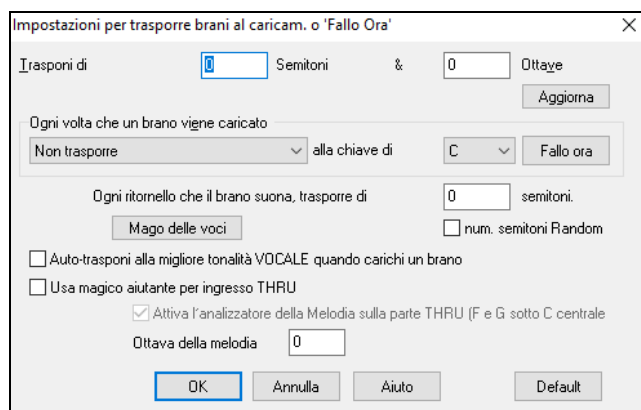 Impostazioni per trasporre brani al caricam. o 'Fallo Ora'
Trasponi di 0 Semitoni & 0 Ottave
Aggiorna
Ogni volta che un brano viene caricato
Non trasporre alla chiave di C Fallo ora
Ogni ritornello che il brano suona, trasporre di 0 semitoni.
Mago delle voci num. semitoni Random
Auto-trasponi alla migliore tonalità VOCALE quando carichi un brano
Usa magico aiutante per ingresso THRU
Attiva l'analizzatore della Melodia sulla parte THRU (F e G sotto C centrale
Ottava della melodia 0
OK Annulla Aiuto Default